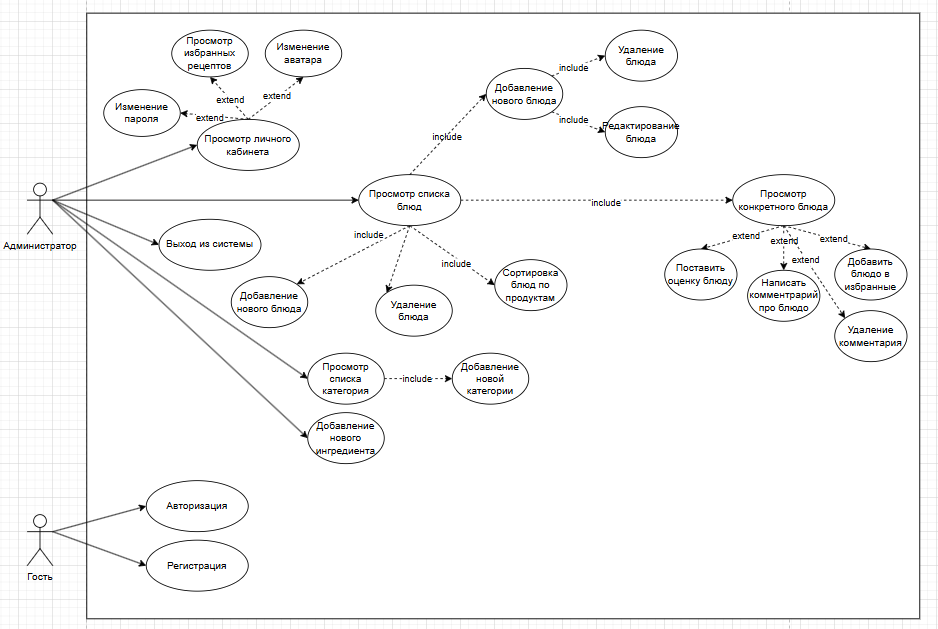 Просмотр
избранных
рецептов
Изменение
аватара
Изменение
пароля
extend
extend
extend
Просмотр личного
кабинета
Добавление
нового блюда
include
Удаление
блюда
include
Редактирование
блюда
include
Администратор
Просмотр списка
блюд
include
Просмотр
конкретного блюда
Выход из системы
include
include
Добавление
нового блюда
Удаление
блюда
Сортировка
блюд по
продуктам
extend
extend
extend
extend
Поставить
оценку блюду
Написать
комментрарий
про блюдо
Добавить
блюдо в
избранные
Удаление
комментария
Просмотр
списка
категория
include
Добавление
новой
категории
Добавление
нового
ингредиента
Гость
Авторизация
Регистрация